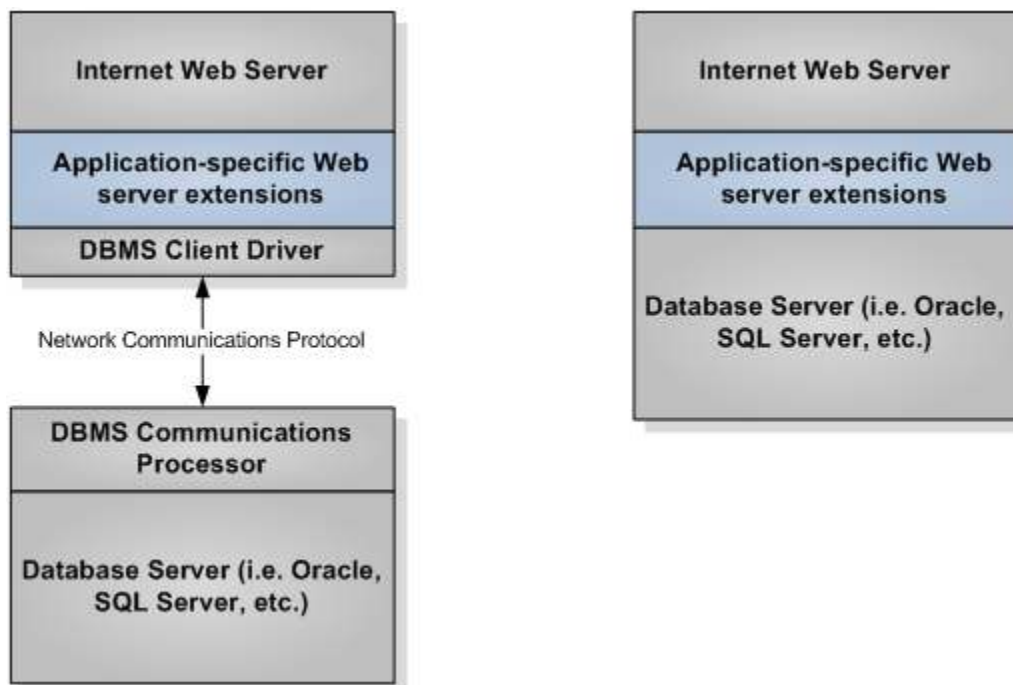 Internet Web Server
Application-specific Web
server extensions
DBMS Client Driver
Network Communications Protocol
DBMS Communications
Processor
Database Server (i.e. Oracle,
SQL Server, etc.)
Internet Web Server
Application-specific Web
server extensions
Database Server (i.e. Oracle,
SQL Server, etc.)